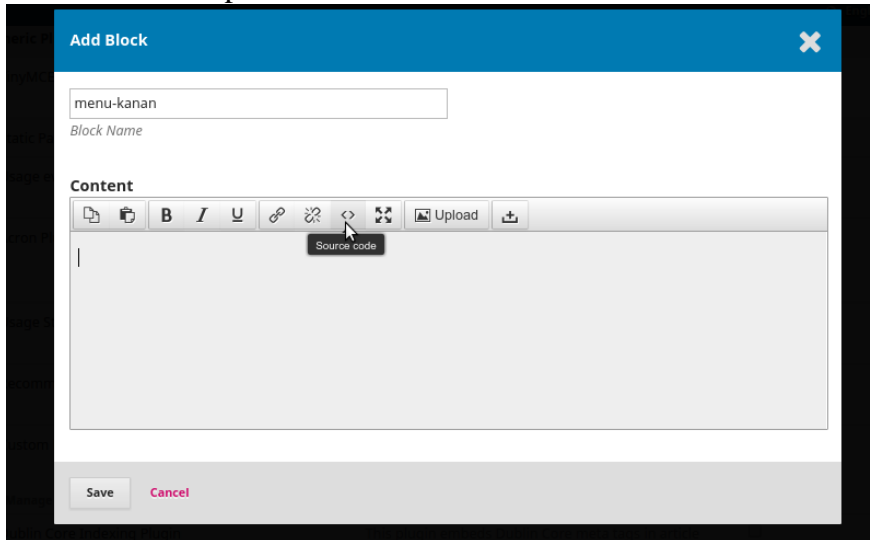 Add Block
menu-kanan
Block Name
Content
B I U Upload
Source code
Save Cancel